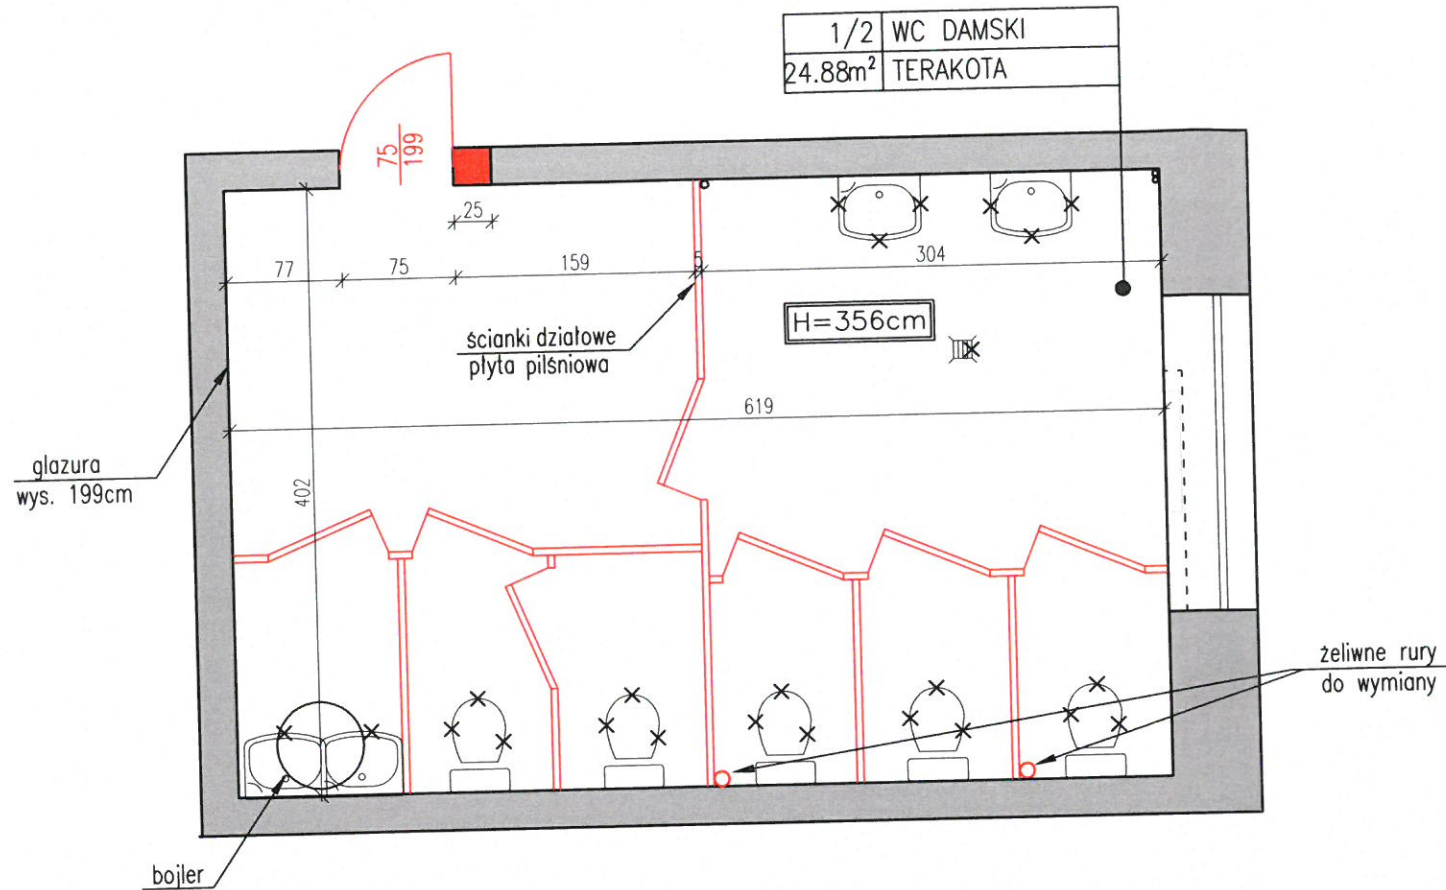 1/2 WC DAMSKI
24.88m² TERAKOTA
75
199
25
77 75 159 5 304
ścianki działowe
płyta pilśniowa
H=356cm
619
glazura
wys. 199cm
402
żeliwne rury
do wymiany
bojler